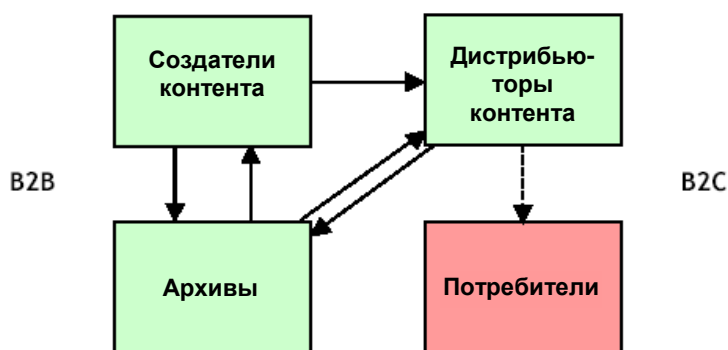 Создатели
контента
Дистрибью-
торы
контента
B2B
B2C
Архивы
Потребители